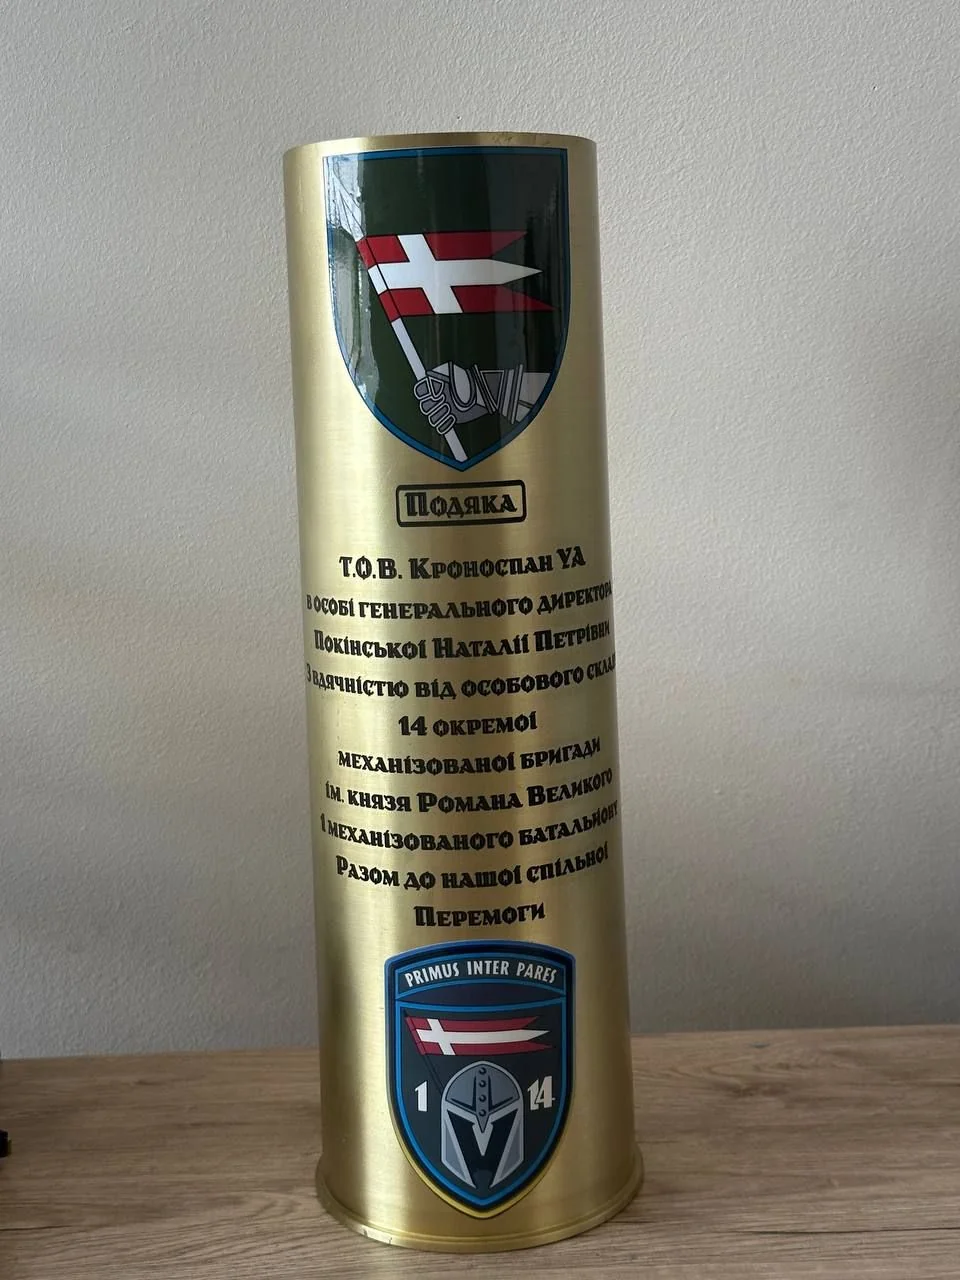 Подяка
Т.О.В. Кроноспан УА
в особі генерального директора
Покінської Наталії Петрівни
З вдячністю від особового складу
14 окремої
механізованої бригади
ім. князя Романа Великого
1 механізованого батальйону
Разом до нашої спільної
Перемоги
PRIMUS INTER PARES
1 14